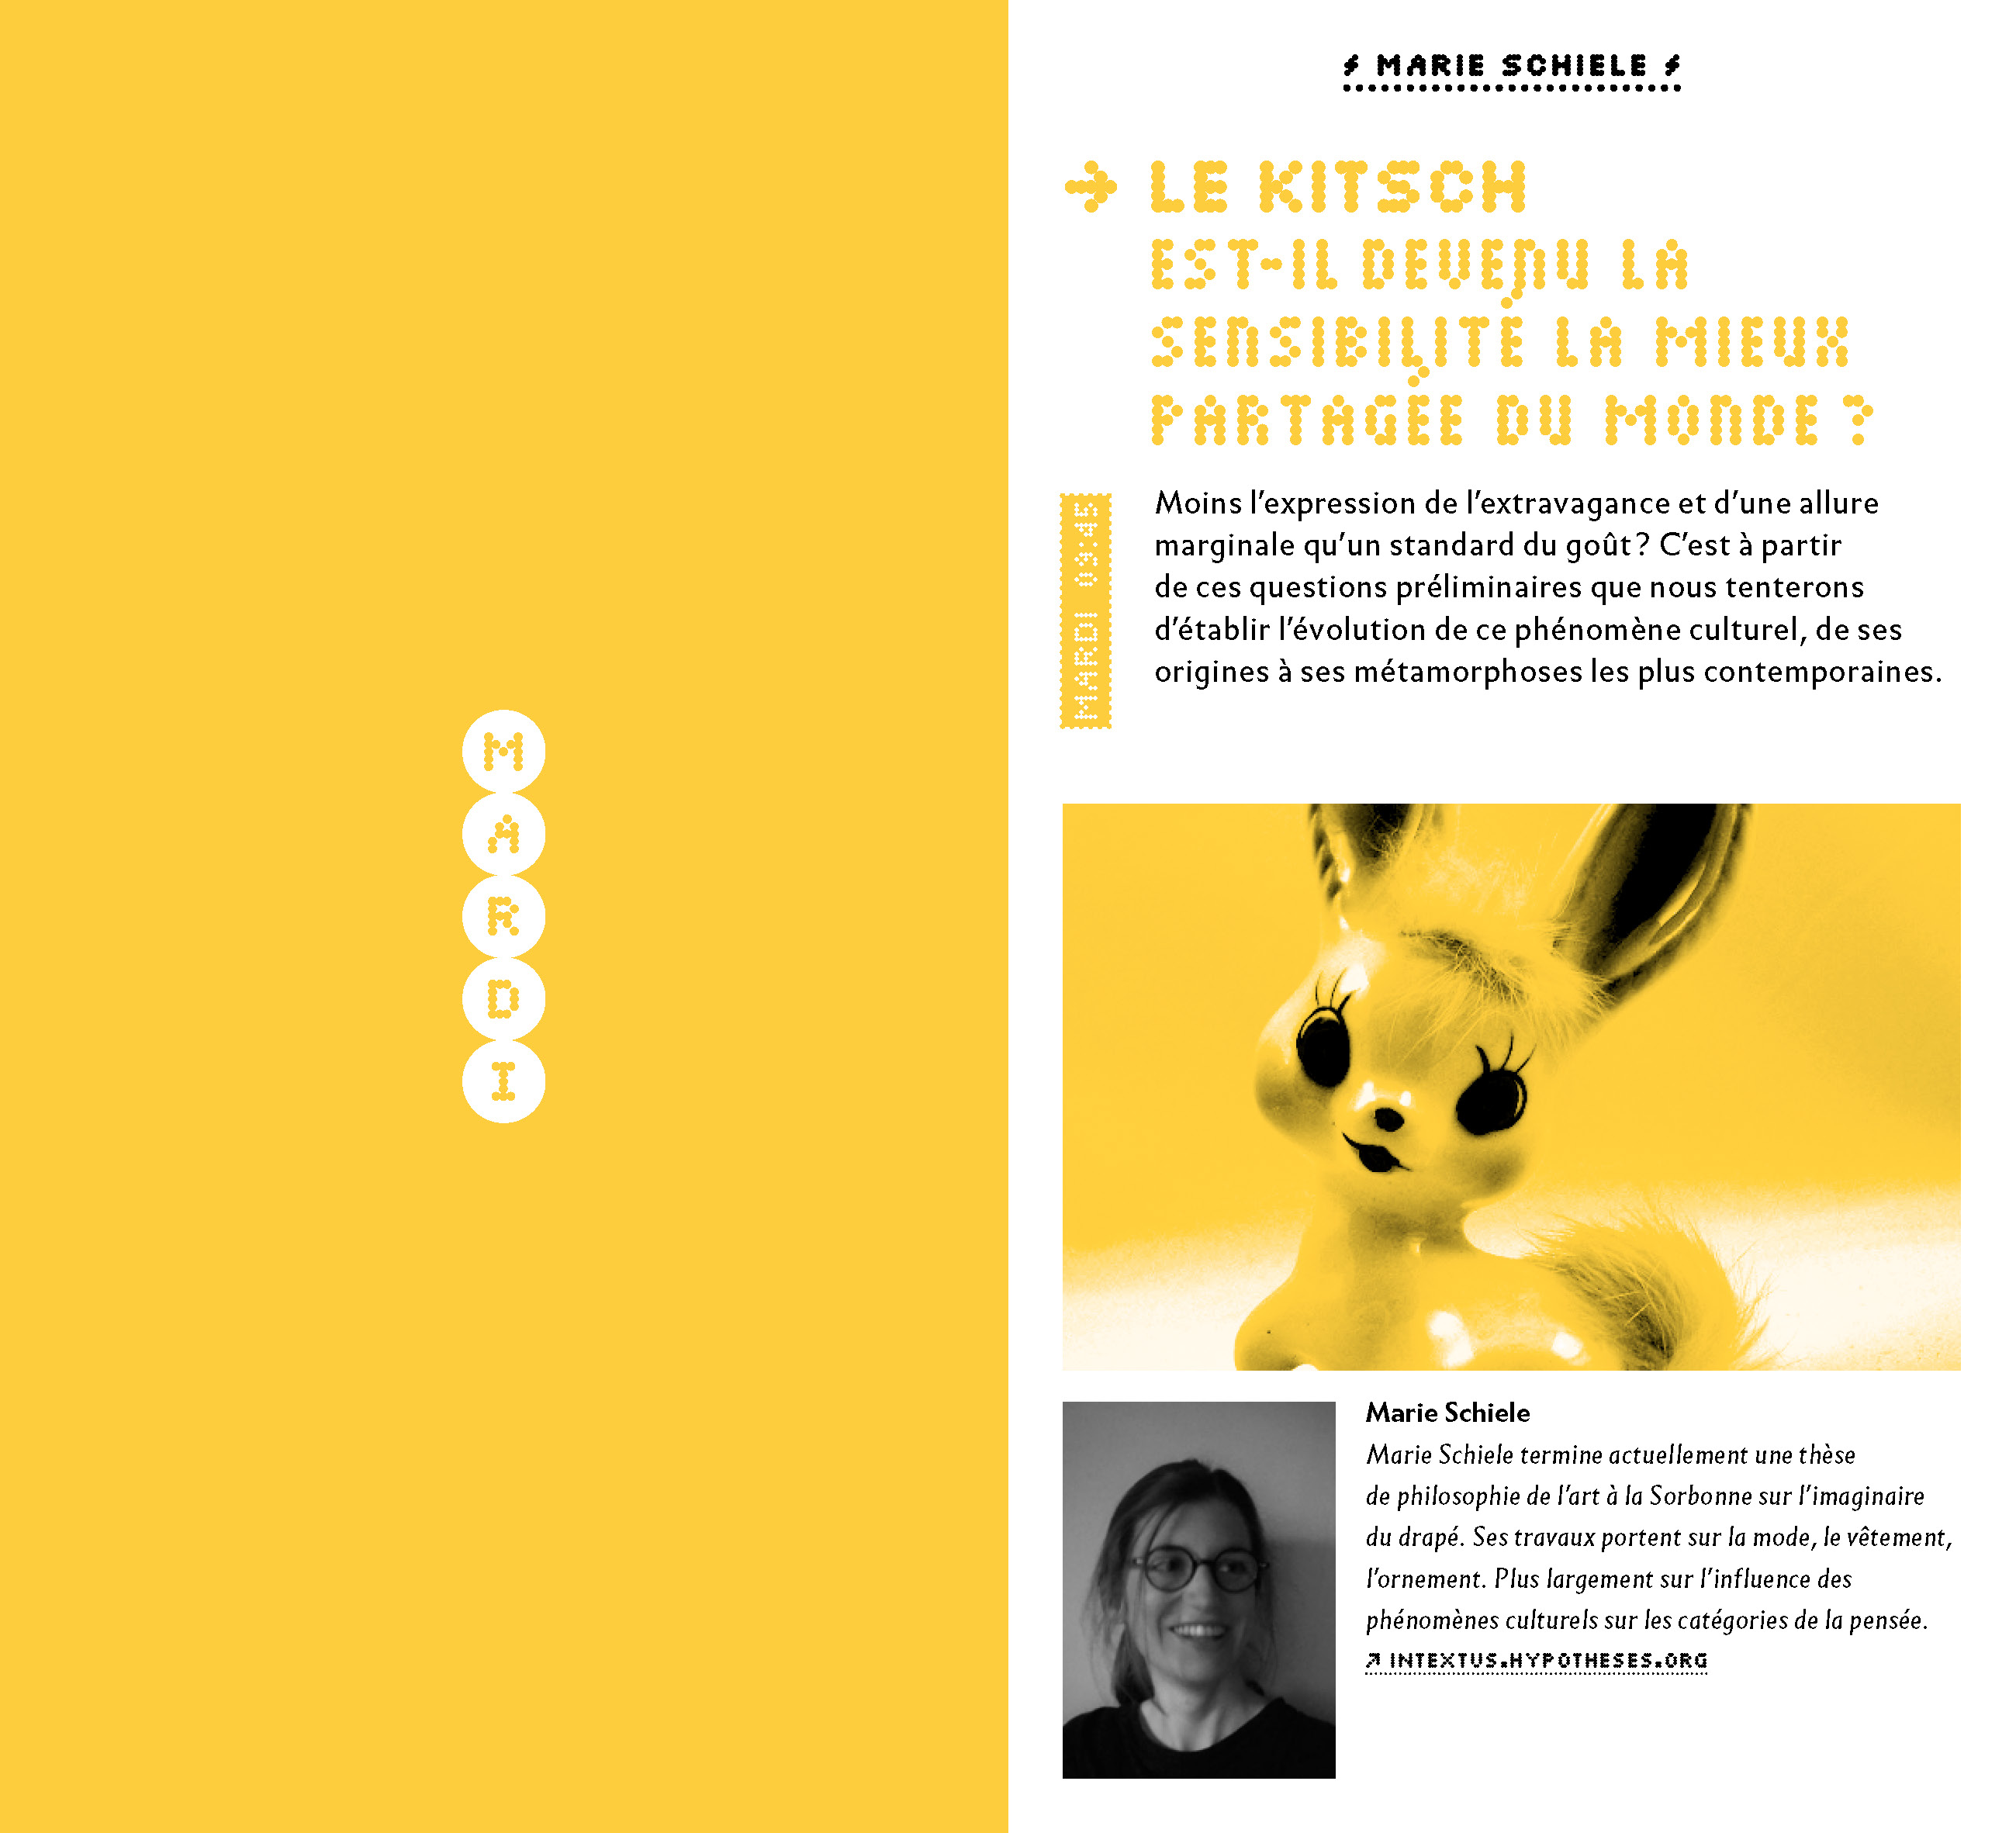 MARDI
MARIE SCHIELE
→ LE KITSCH
EST-IL DEVENU LA
SENSIBILITÉ LA MIEUX
PARTAGÉE DU MONDE ?
MARDI 09:45
Moins l’expression de l’extravagance et d’une allure
marginale qu’un standard du goût ? C’est à partir
de ces questions préliminaires que nous tenterons
d’établir l’évolution de ce phénomène culturel, de ses
origines à ses métamorphoses les plus contemporaines.
Marie Schiele
Marie Schiele termine actuellement une thèse
de philosophie de l’art à la Sorbonne sur l’imaginaire
du drapé. Ses travaux portent sur la mode, le vêtement,
l’ornement. Plus largement sur l’influence des
phénomènes culturels sur les catégories de la pensée.
↗ INTEXTUS.HYPOTHESES.ORG